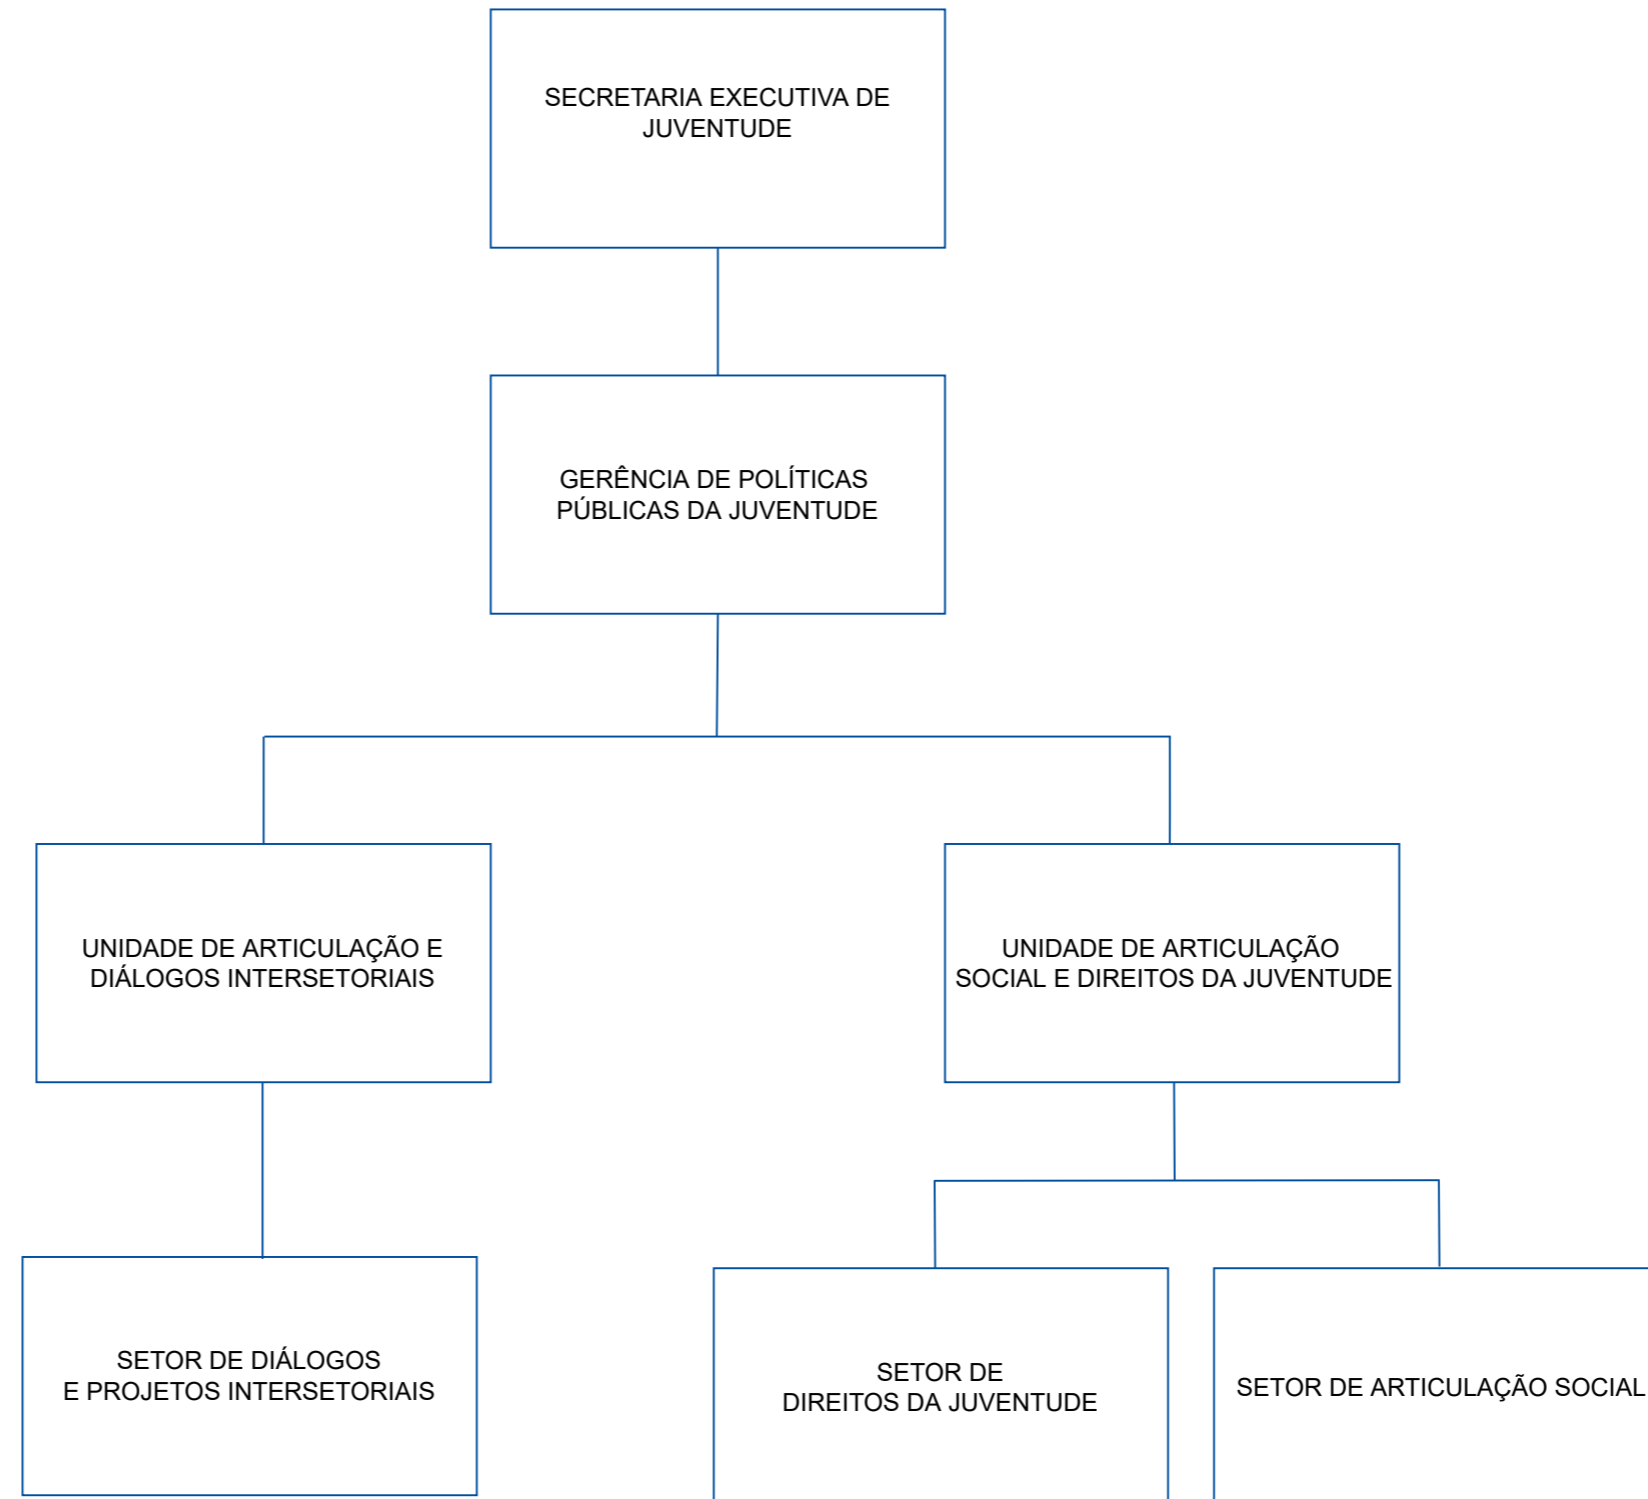 SECRETARIA EXECUTIVA DE
JUVENTUDE
GERÊNCIA DE POLÍTICAS
PÚBLICAS DA JUVENTUDE
UNIDADE DE ARTICULAÇÃO E
DIÁLOGOS INTERSETORIAIS
UNIDADE DE ARTICULAÇÃO
SOCIAL E DIREITOS DA JUVENTUDE
SETOR DE DIÁLOGOS
E PROJETOS INTERSETORIAIS
SETOR DE
DIREITOS DA JUVENTUDE
SETOR DE ARTICULAÇÃO SOCIAL